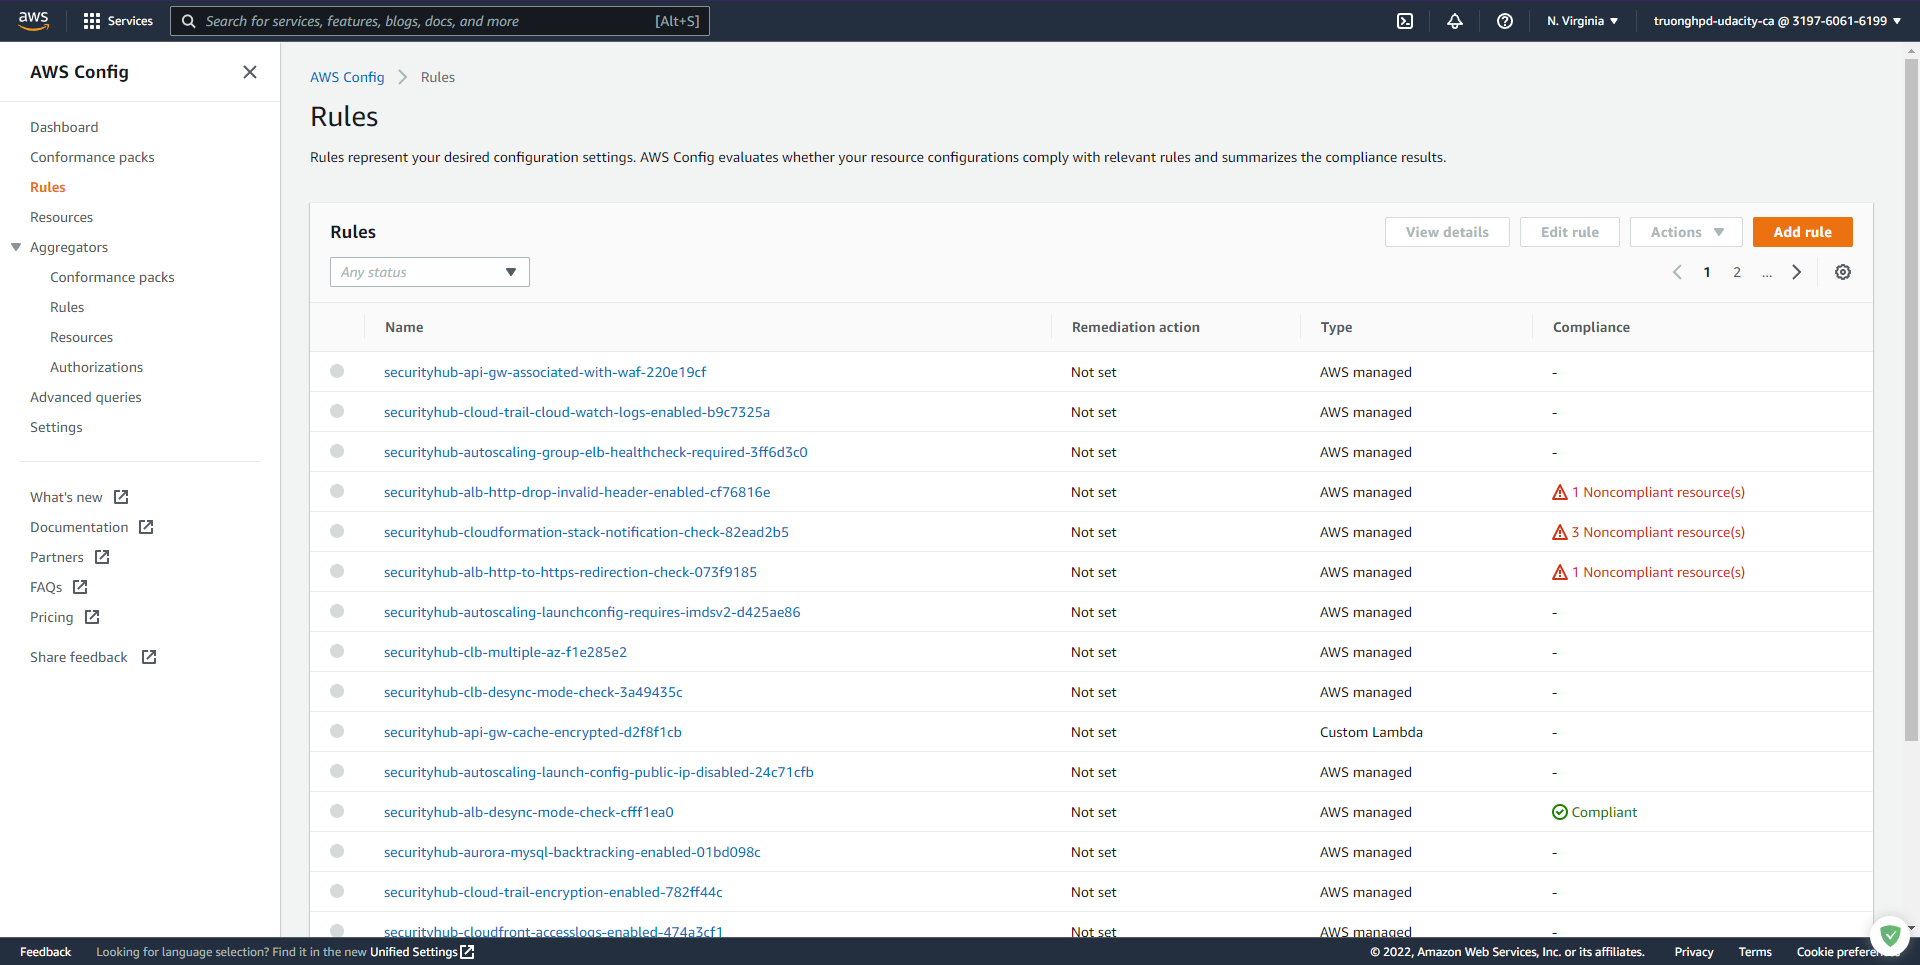 aws
Services
Search for services, features, blogs, docs, and more [Alt+S]
N. Virginia
truonghpd-udacity-ca @ 3197-6061-6199
AWS Config
Dashboard
Conformance packs
Rules
Resources
Aggregators
Conformance packs
Rules
Resources
Authorizations
Advanced queries
Settings
What's new
Documentation
Partners
FAQs
Pricing
Share feedback
AWS Config > Rules
Rules
Rules represent your desired configuration settings. AWS Config evaluates whether your resource configurations comply with relevant rules and summarizes the compliance results.
Rules
View details Edit rule Actions Add rule
Any status
1 2 ...
Name Remediation action Type Compliance
securityhub-api-gw-associated-with-waf-220e19cf Not set AWS managed -
securityhub-cloud-trail-cloud-watch-logs-enabled-b9c7325a Not set AWS managed -
securityhub-autoscaling-group-elb-healthcheck-required-3ff6d3c0 Not set AWS managed -
securityhub-alb-http-drop-invalid-header-enabled-cf76816e Not set AWS managed 1 Noncompliant resource(s)
securityhub-cloudformation-stack-notification-check-82ead2b5 Not set AWS managed 3 Noncompliant resource(s)
securityhub-alb-http-to-https-redirection-check-073f9185 Not set AWS managed 1 Noncompliant resource(s)
securityhub-autoscaling-launchconfig-requires-imdsv2-d425ae86 Not set AWS managed -
securityhub-clb-multiple-az-f1e285e2 Not set AWS managed -
securityhub-clb-desync-mode-check-3a49435c Not set AWS managed -
securityhub-api-gw-cache-encrypted-d2f8f1cb Not set Custom Lambda -
securityhub-autoscaling-launch-config-public-ip-disabled-24c71cfb Not set AWS managed -
securityhub-alb-desync-mode-check-cfff1ea0 Not set AWS managed Compliant
securityhub-aurora-mysql-backtracking-enabled-01bd098c Not set AWS managed -
securityhub-cloud-trail-encryption-enabled-782ff44c Not set AWS managed -
securityhub-cloudfront-accesslogs-enabled-474a3cf1 Not set AWS managed -
Feedback Looking for language selection? Find it in the new Unified Settings
© 2022, Amazon Web Services, Inc. or its affiliates. Privacy Terms Cookie